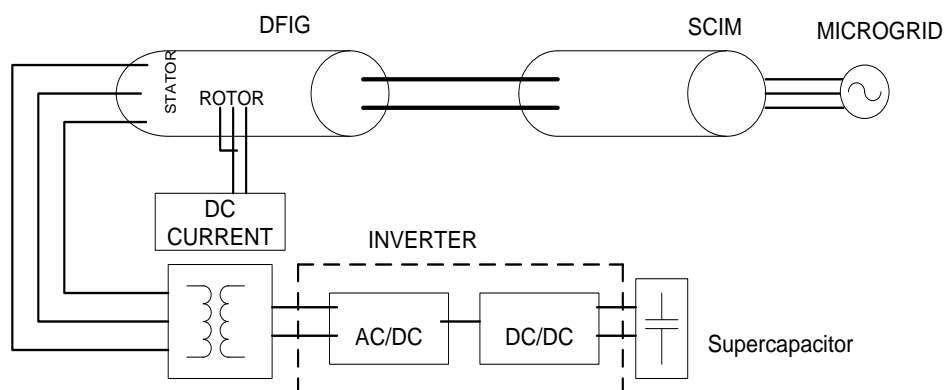 DFIG
SCIM
MICROGRID
STATOR
ROTOR
DC
CURRENT
INVERTER
AC/DC
DC/DC
Supercapacitor